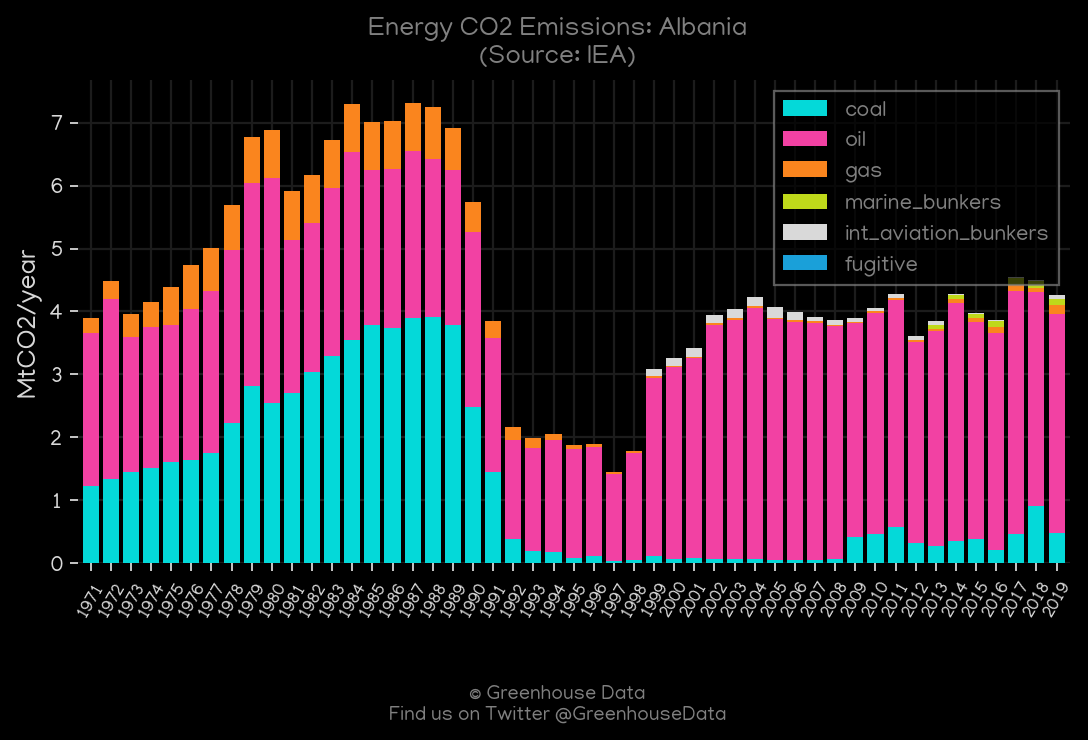 Energy CO2 Emissions: Albania
(Source: IEA)
coal
oil
gas
marine_bunkers
int_aviation_bunkers
fugitive
MtCO2/year
7
6
5
4
3
2
1
0
1971 1972 1973 1974 1975 1976 1977 1978 1979 1980 1981 1982 1983 1984 1985 1986 1987 1988 1989 1990 1991 1992 1993 1994 1995 1996 1997 1998 1999 2000 2001 2002 2003 2004 2005 2006 2007 2008 2009 2010 2011 2012 2013 2014 2015 2016 2017 2018 2019
© Greenhouse Data
Find us on Twitter @GreenhouseData